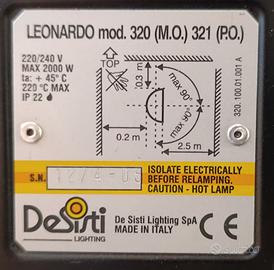 LEONARDO mod. 320 (M.O.) 321 (P.O.)
220/240 V
MAX 2000 W
ta: + 45° C
220 °C MAX
IP 22
TOP
0.3 m
max 90°
max 90°
0.2 m
2.5 m
320.100.01.001 A
S.N.
ISOLATE ELECTRICALLY
BEFORE RELAMPING.
CAUTION - HOT LAMP
DeSisti
LIGHTING
De Sisti Lighting SpA
MADE IN ITALY
CE